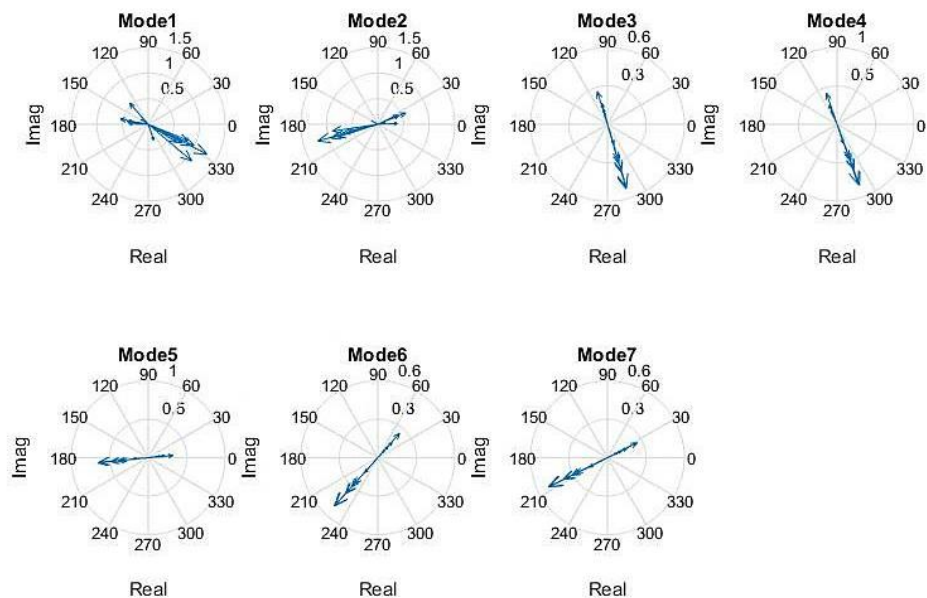 Mode1 Mode2 Mode3 Mode4
90 1.5 90 1.5 90 0.6 90 1
120 60 120 60 120 60 120 60
1 1 0.3 0.5
150 0.5 30 150 0.5 30 150 30 150 30
Imag 180 0 Imag 180 0 Imag 180 0 Imag 180 0
210 330 210 330 210 330 210 330
240 300 240 300 240 300 240 300
270 270 270 270
Real Real Real Real
Mode5 Mode6 Mode7
90 1 90 0.6 90 0.6
120 60 120 60 120 60
0.5 0.3 0.3
150 30 150 30 150 30
Imag 180 0 Imag 180 0 Imag 180 0
210 330 210 330 210 330
240 300 240 300 240 300
270 270 270
Real Real Real